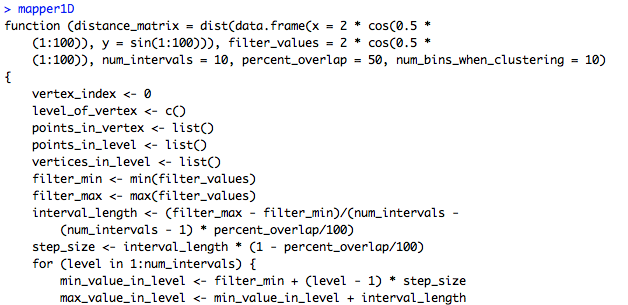 > mapper1D
function (distance_matrix = dist(data.frame(x = 2 * cos(0.5 *
    (1:100)), y = sin(1:100))), filter_values = 2 * cos(0.5 *
    (1:100)), num_intervals = 10, percent_overlap = 50, num_bins_when_clustering = 10)
{
    vertex_index <- 0
    level_of_vertex <- c()
    points_in_vertex <- list()
    points_in_level <- list()
    vertices_in_level <- list()
    filter_min <- min(filter_values)
    filter_max <- max(filter_values)
    interval_length <- (filter_max - filter_min)/(num_intervals -
        (num_intervals - 1) * percent_overlap/100)
    step_size <- interval_length * (1 - percent_overlap/100)
    for (level in 1:num_intervals) {
        min_value_in_level <- filter_min + (level - 1) * step_size
        max_value_in_level <- min_value_in_level + interval_length